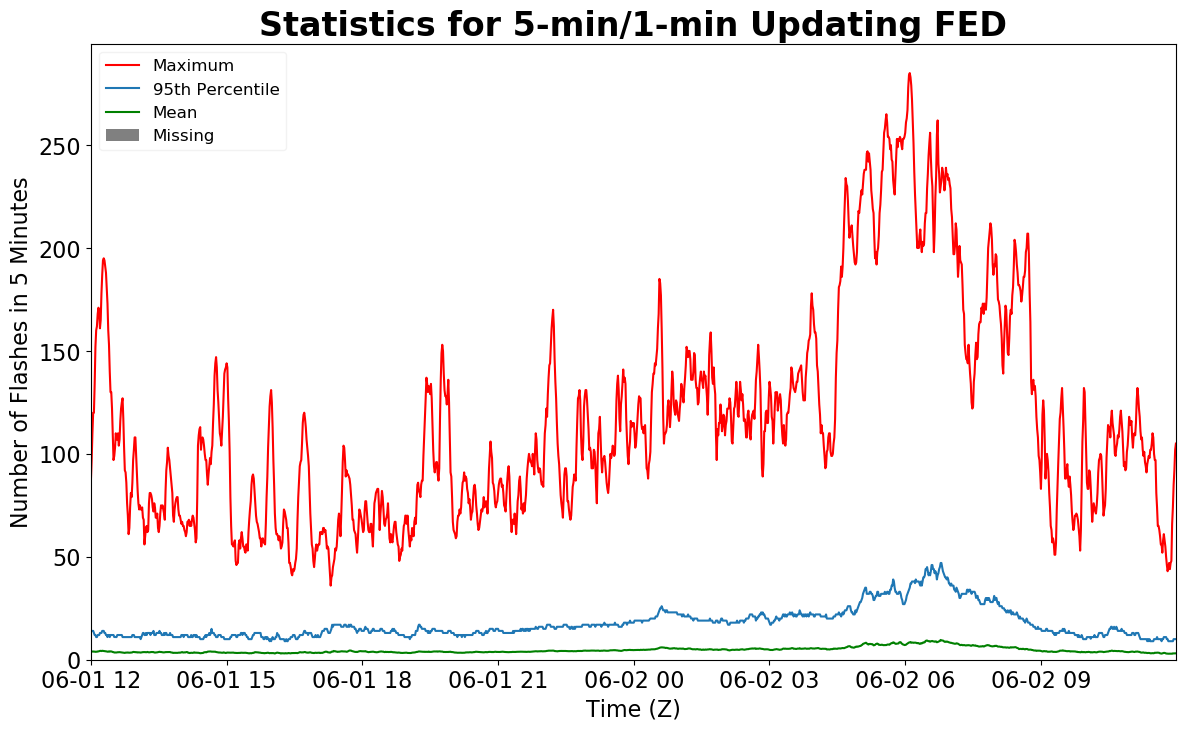 Statistics for 5-min/1-min Updating FED
Maximum
95th Percentile
Mean
Missing
Number of Flashes in 5 Minutes
250
200
150
100
50
0
06-01 12 06-01 15 06-01 18 06-01 21 06-02 00 06-02 03 06-02 06 06-02 09
Time (Z)